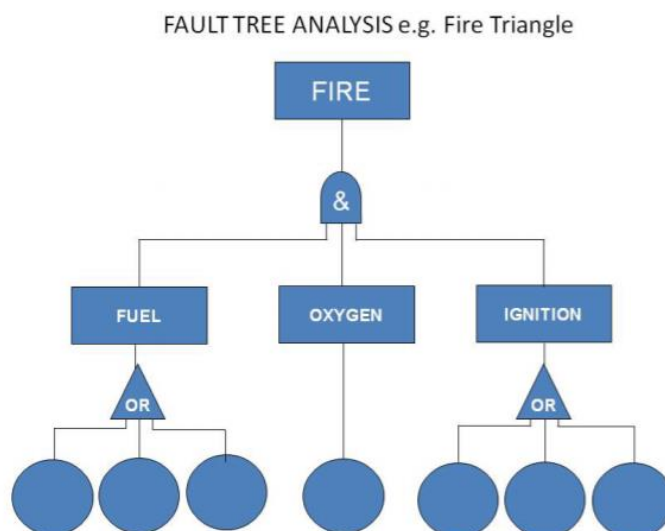 FAULT TREE ANALYSIS e.g. Fire Triangle
FIRE
&
FUEL
OXYGEN
IGNITION
OR
OR